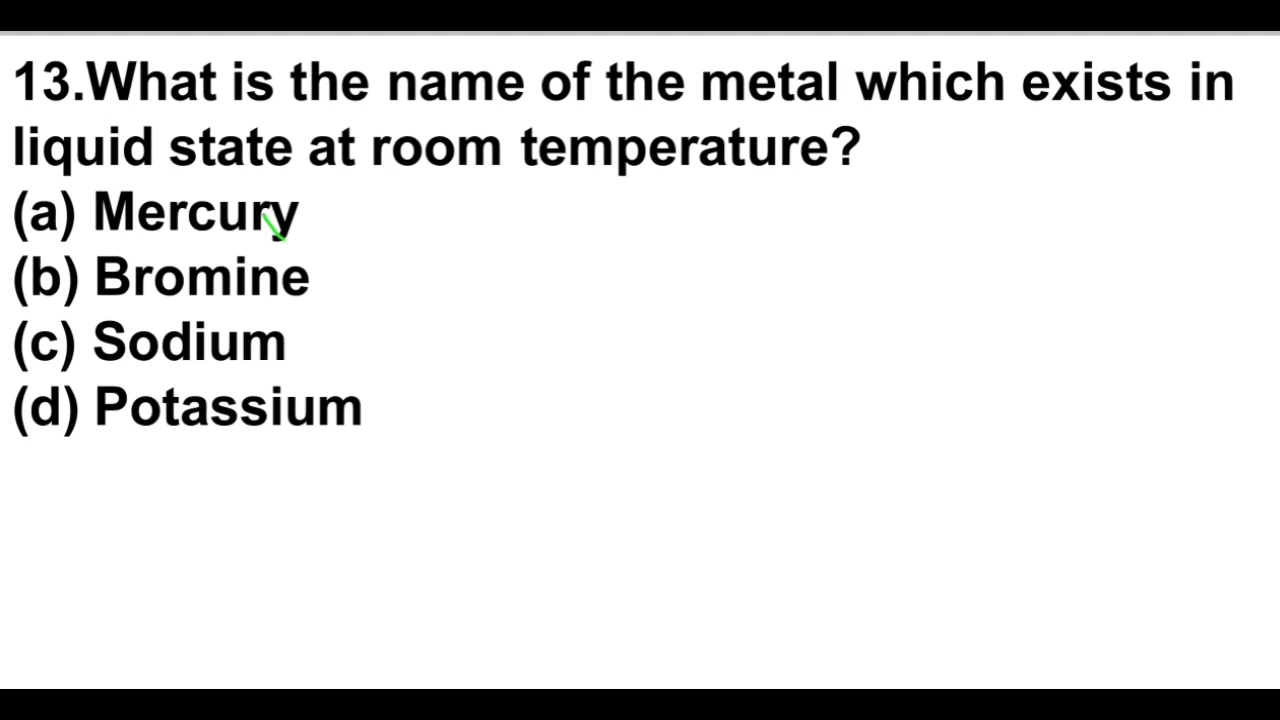 13.What is the name of the metal which exists in
liquid state at room temperature?
(a) Mercury
(b) Bromine
(c) Sodium
(d) Potassium